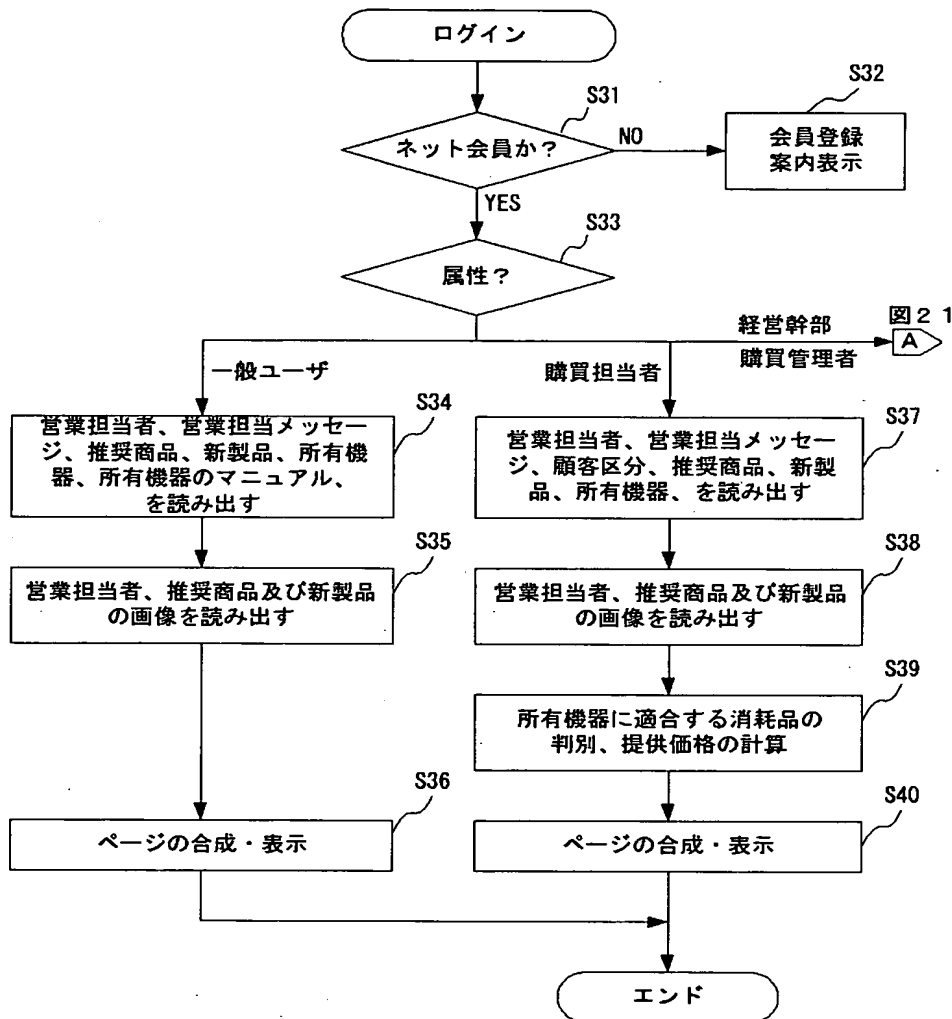 ログイン
S31
S32
ネット会員か？
NO
会員登録
案内表示
YES
S33
属性？
図２１
経営幹部
A
一般ユーザ
購買担当者
購買管理者
S34
営業担当者、営業担当メッセー
ジ、推奨商品、新製品、所有機
器、所有機器のマニュアル、
を読み出す
S37
営業担当者、営業担当メッセー
ジ、顧客区分、推奨商品、新製
品、所有機器、を読み出す
S35
営業担当者、推奨商品及び新製品
の画像を読み出す
S38
営業担当者、推奨商品及び新製品
の画像を読み出す
S39
所有機器に適合する消耗品の
判別、提供価格の計算
S36
ページの合成・表示
S40
ページの合成・表示
エンド